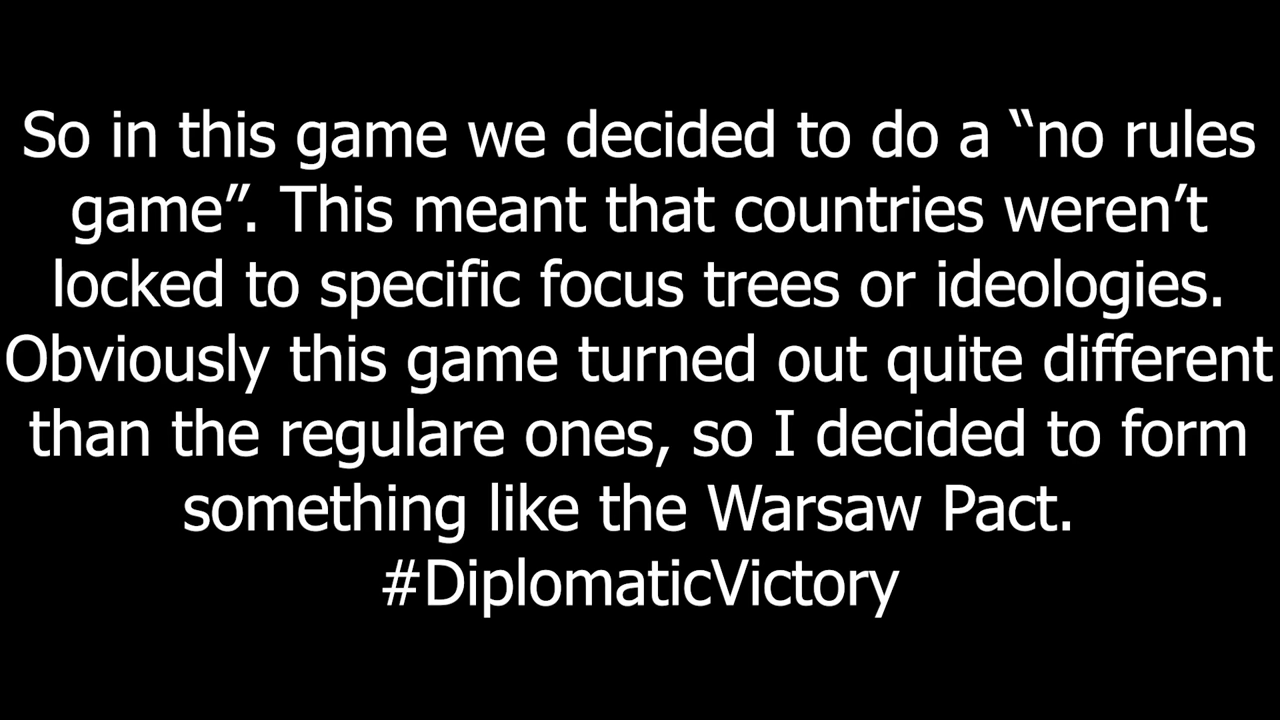 So in this game we decided to do a “no rules
game”. This meant that countries weren’t
locked to specific focus trees or ideologies.
Obviously this game turned out quite different
than the regulare ones, so I decided to form
something like the Warsaw Pact.
#DiplomaticVictory